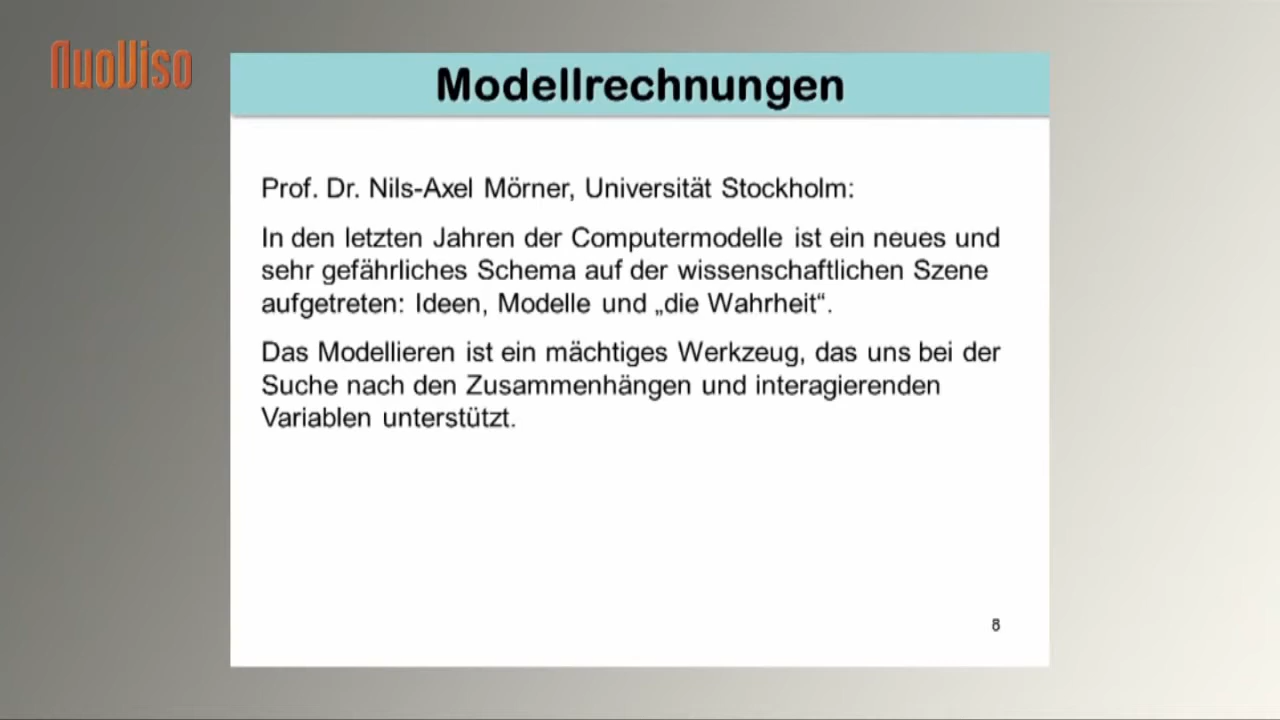 NuoViso
Modellrechnungen
Prof. Dr. Nils-Axel Mörner, Universität Stockholm:
In den letzten Jahren der Computermodelle ist ein neues und
sehr gefährliches Schema auf der wissenschaftlichen Szene
aufgetreten: Ideen, Modelle und „die Wahrheit“.
Das Modellieren ist ein mächtiges Werkzeug, das uns bei der
Suche nach den Zusammenhängen und interagierenden
Variablen unterstützt.
8